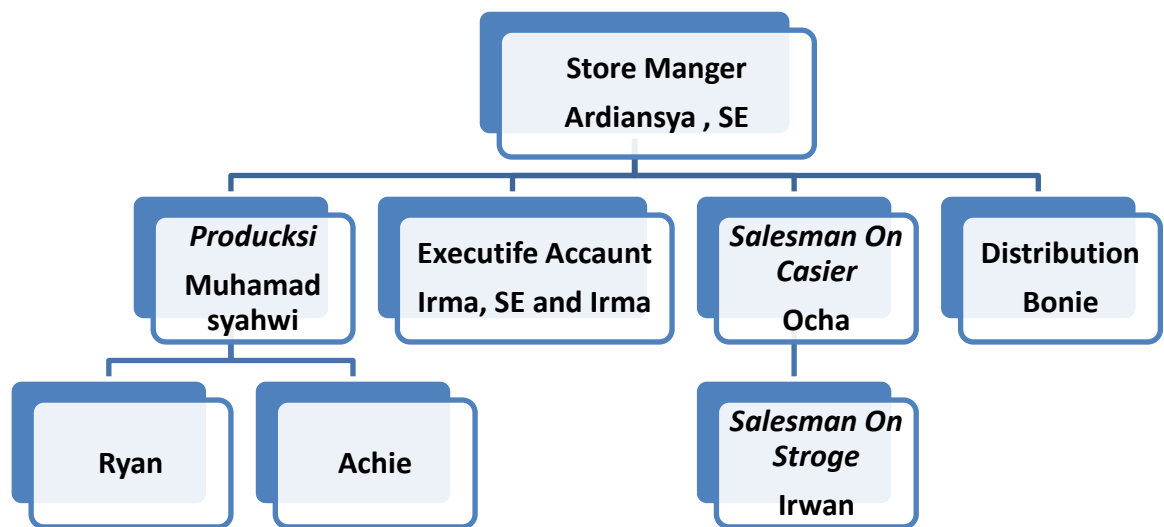 Store Manger
Ardiansya , SE
Producksi
Muhamad
syahwi
Executife Accaunt
Irma, SE and Irma
Salesman On
Casier
Ocha
Distribution
Bonie
Ryan
Achie
Salesman On
Stroge
Irwan